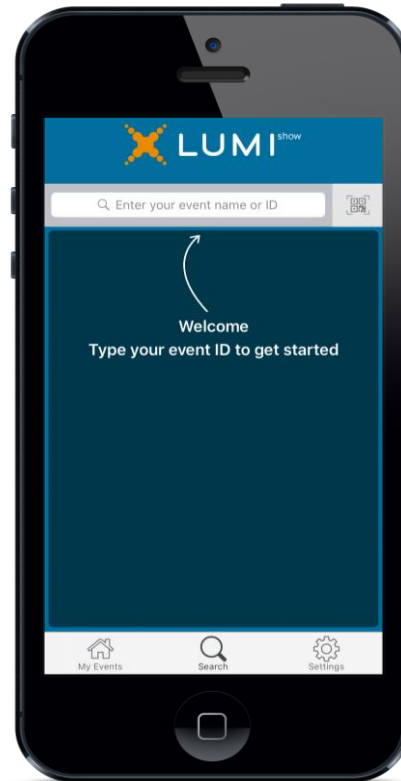 LUMI show
Enter your event name or ID
Welcome
Type your event ID to get started
My Events
Search
Settings